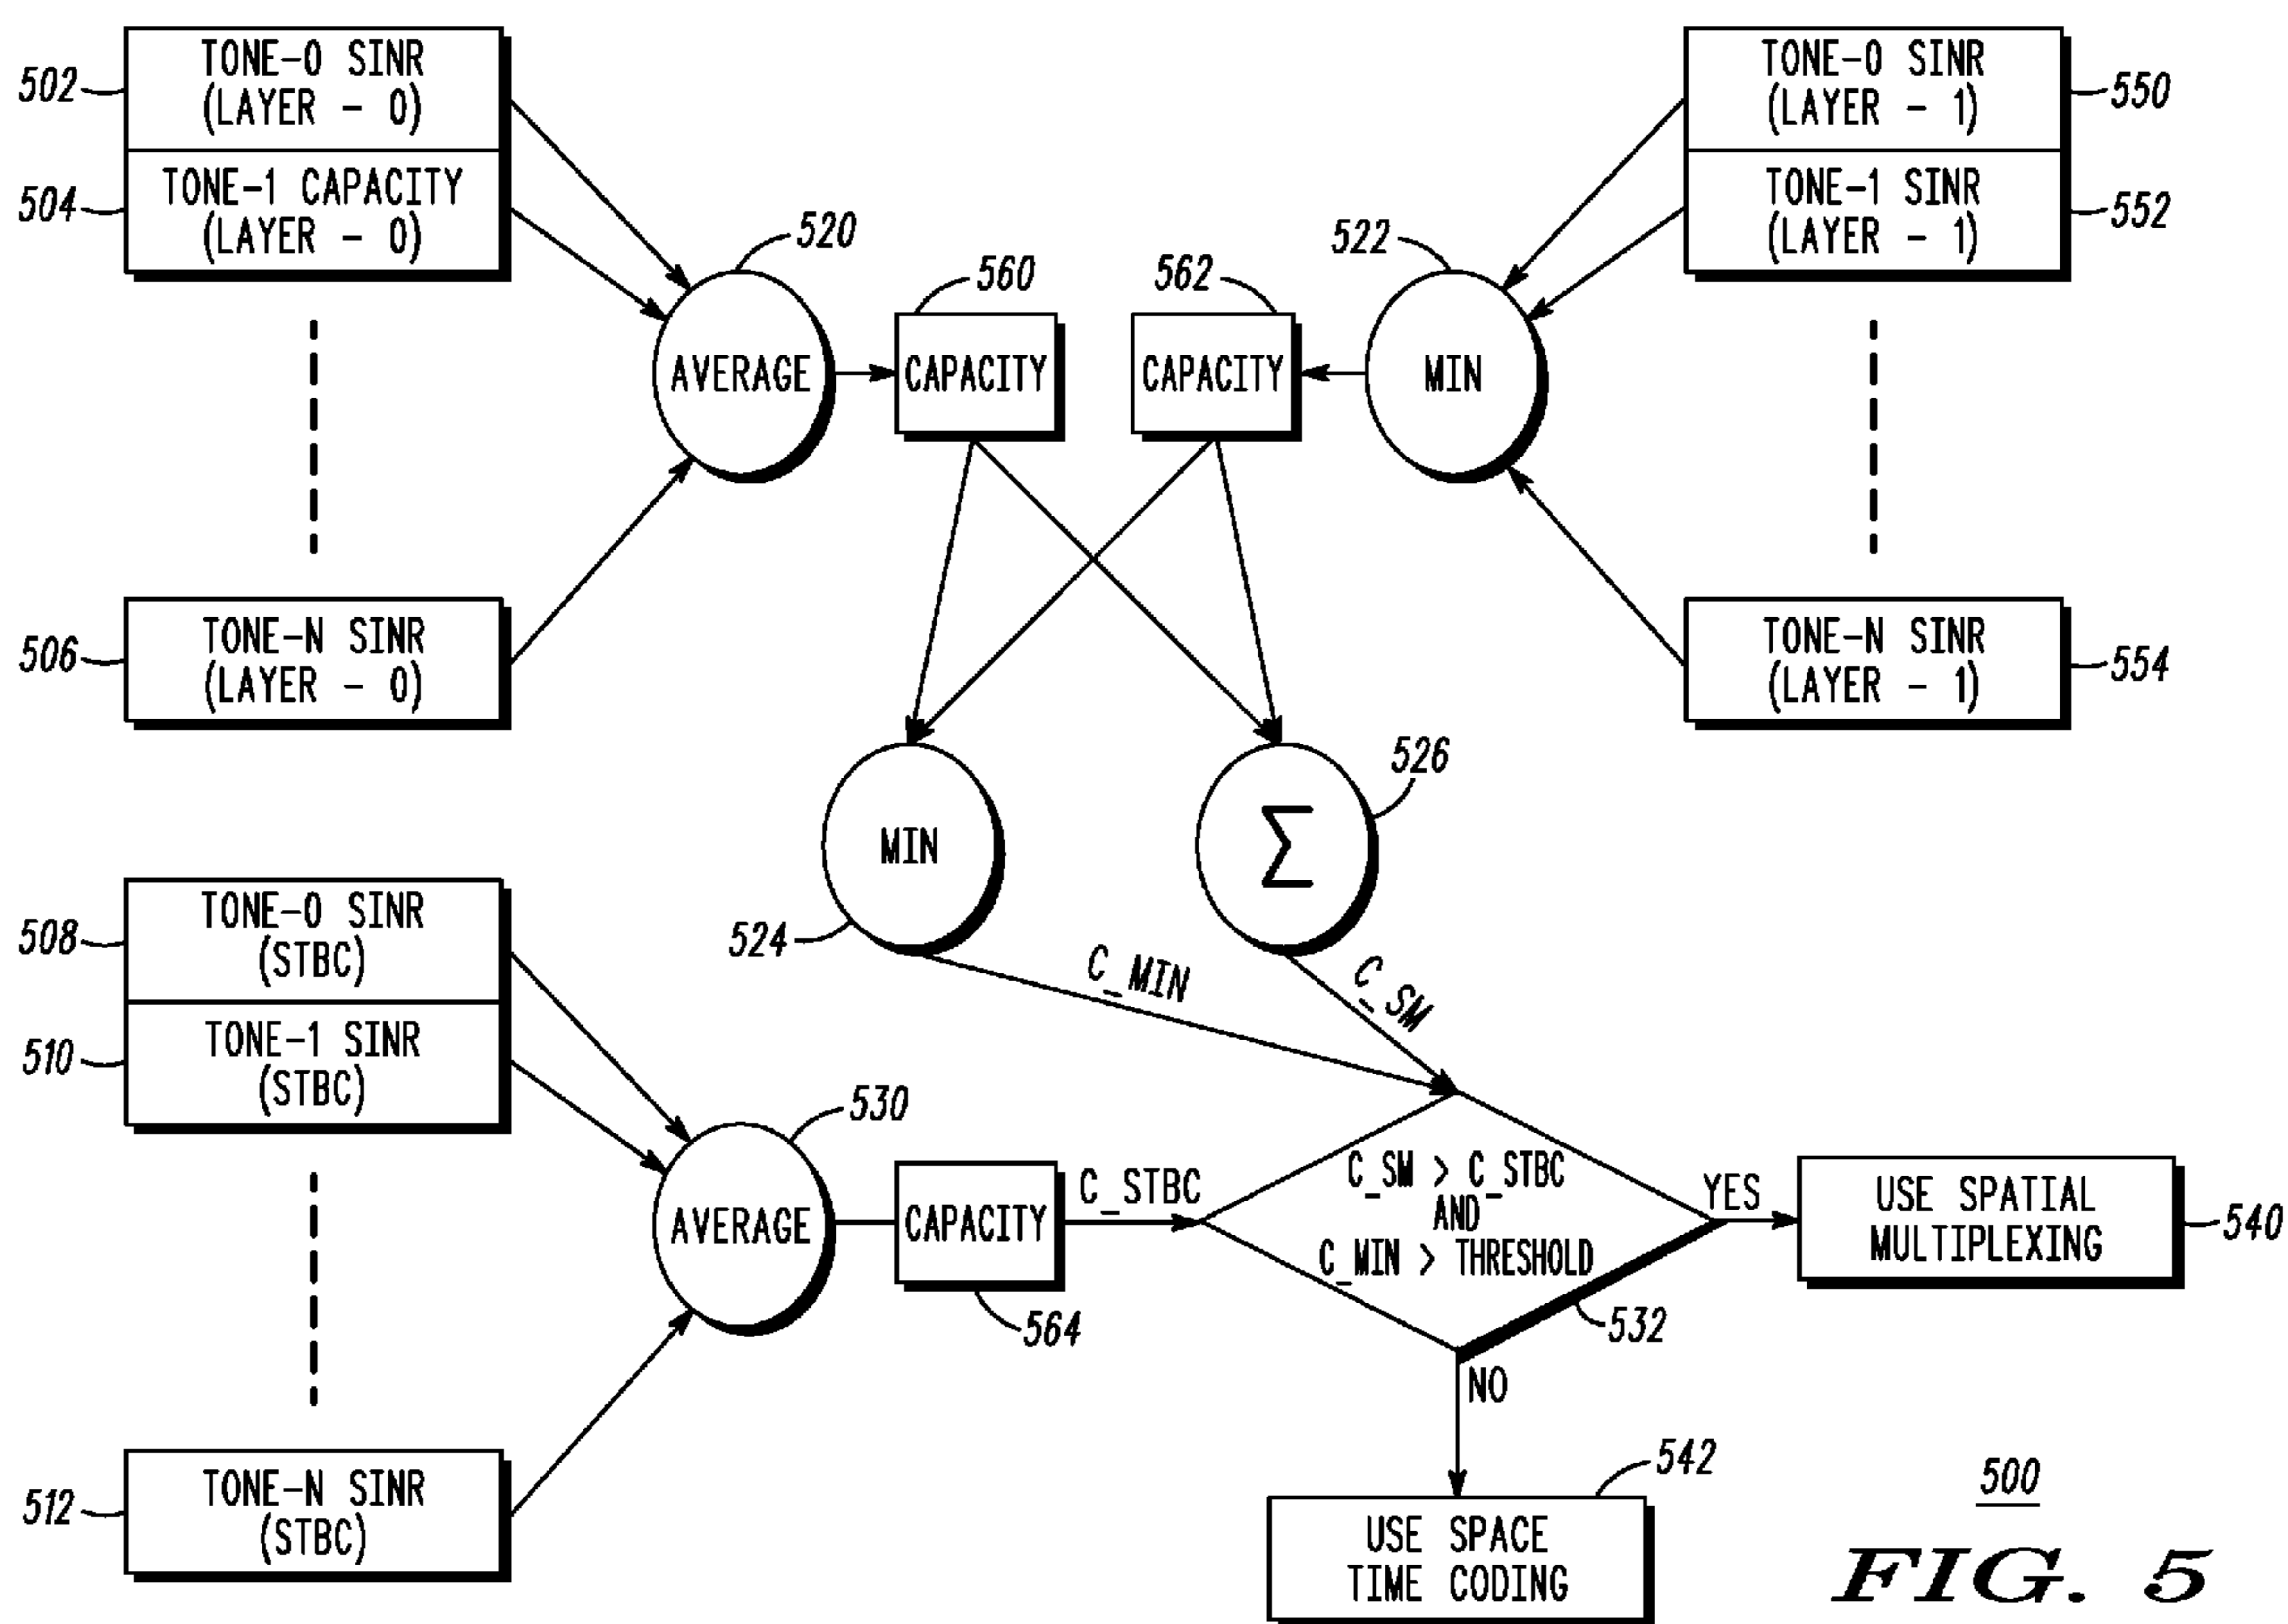 TONE-0 SINR
(LAYER - 0)
502
TONE-1 CAPACITY
(LAYER - 0)
504
TONE-N SINR
(LAYER - 0)
506
520
AVERAGE
560
CAPACITY
562
CAPACITY
522
MIN
TONE-0 SINR
(LAYER - 1)
550
TONE-1 SINR
(LAYER - 1)
552
TONE-N SINR
(LAYER - 1)
554
MIN
524
Σ
526
C_MIN
C_SM
TONE-0 SINR
(STBC)
508
TONE-1 SINR
(STBC)
510
TONE-N SINR
(STBC)
512
530
AVERAGE
CAPACITY
564
C_STBC
C_SM > C_STBC
AND
C_MIN > THRESHOLD
532
YES
USE SPATIAL
MULTIPLEXING
540
NO
542
USE SPACE
TIME CODING
500
FIG. 5